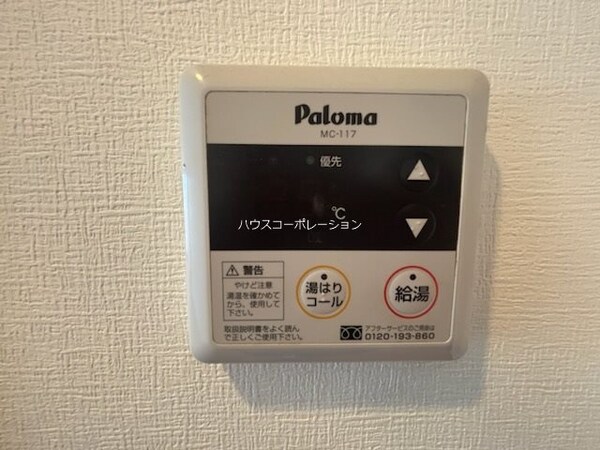 Paloma
MC-117
優先
℃
ハウスコーポレーション
警告
やけど注意
湯温を確かめて
から、使用して
下さい。
湯はり
コール
給湯
取扱説明書をよく読ん
で正しくご使用下さい。
アフターサービスのご用命は
0120-193-860